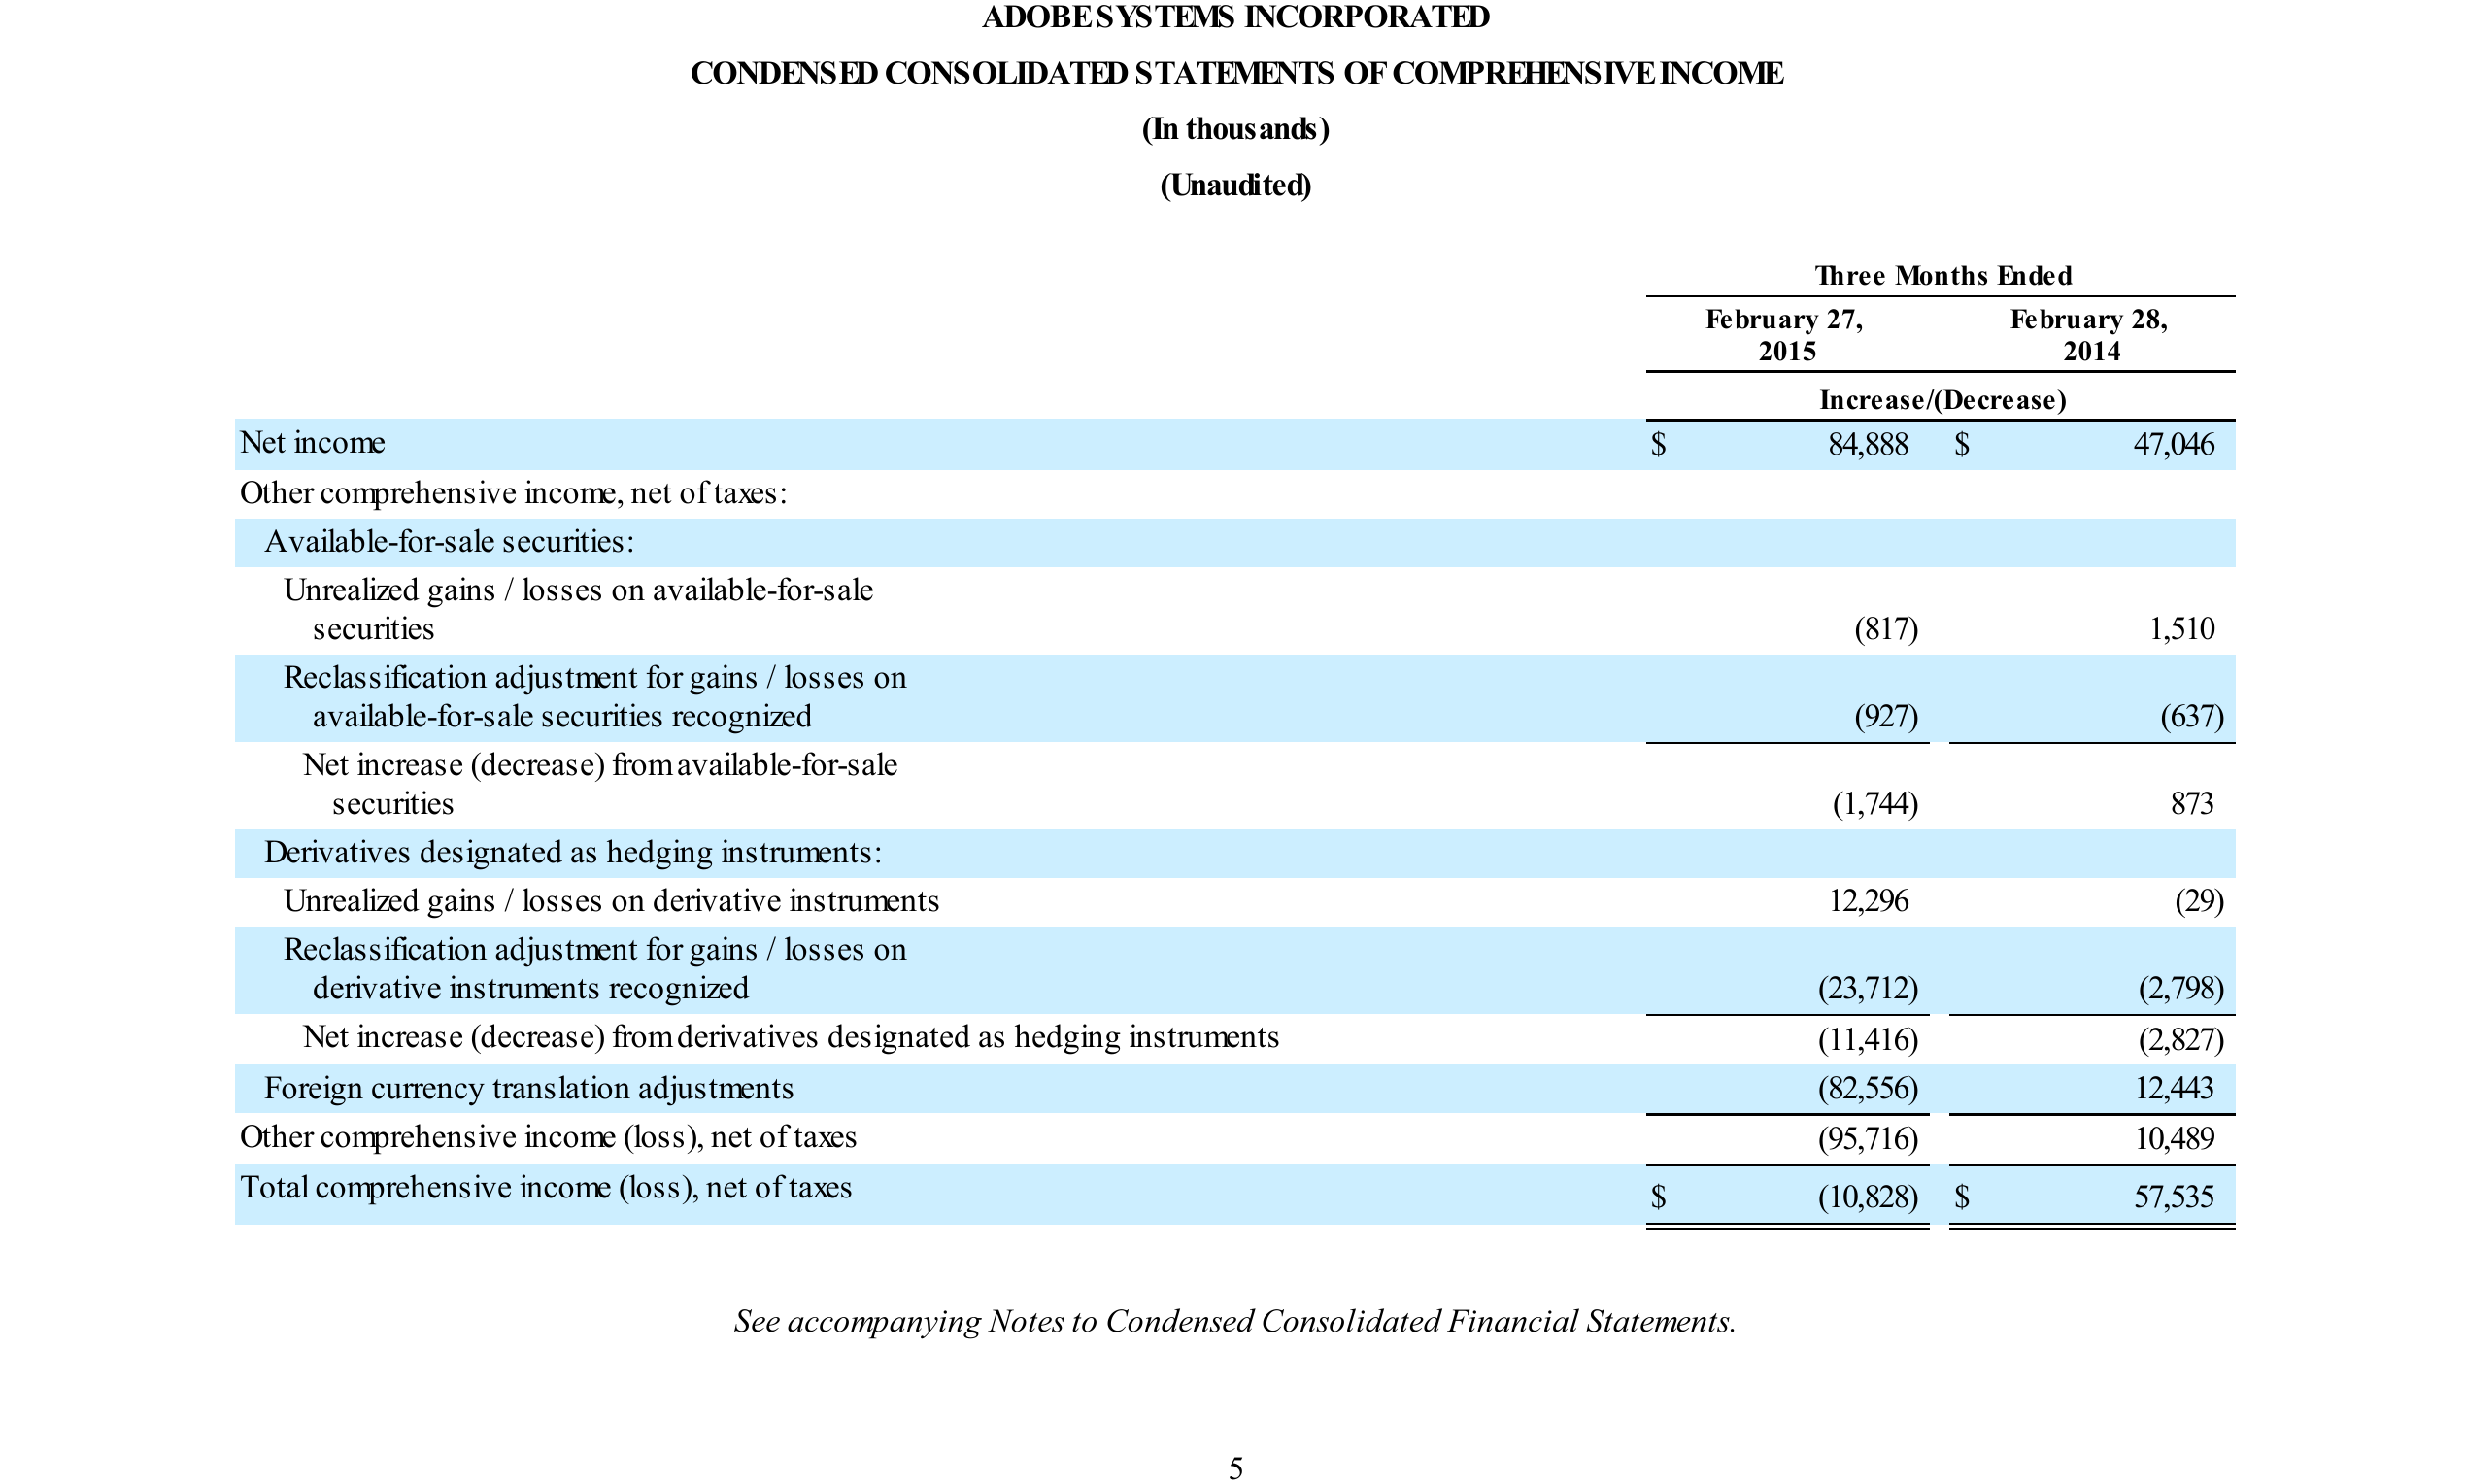 ADOBE SYSTEMS INCORPORATED
CONDENSED CONSOLIDATED STATEMENTS OF COMPREHENSIVE INCOME
(In thousands)
(Unaudited)
Three Months Ended
February 27, February 28,
2015 2014
Increase/(Decrease)
Net income $ 84,888 $ 47,046
Other comprehensive income, net of taxes:
Available-for-sale securities:
Unrealized gains / losses on available-for-sale
securities (817) 1,510
Reclassification adjustment for gains / losses on
available-for-sale securities recognized (927) (637)
Net increase (decrease) from available-for-sale
securities (1,744) 873
Derivatives designated as hedging instruments:
Unrealized gains / losses on derivative instruments 12,296 (29)
Reclassification adjustment for gains / losses on
derivative instruments recognized (23,712) (2,798)
Net increase (decrease) from derivatives designated as hedging instruments (11,416) (2,827)
Foreign currency translation adjustments (82,556) 12,443
Other comprehensive income (loss), net of taxes (95,716) 10,489
Total comprehensive income (loss), net of taxes $ (10,828) $ 57,535
See accompanying Notes to Condensed Consolidated Financial Statements.
5